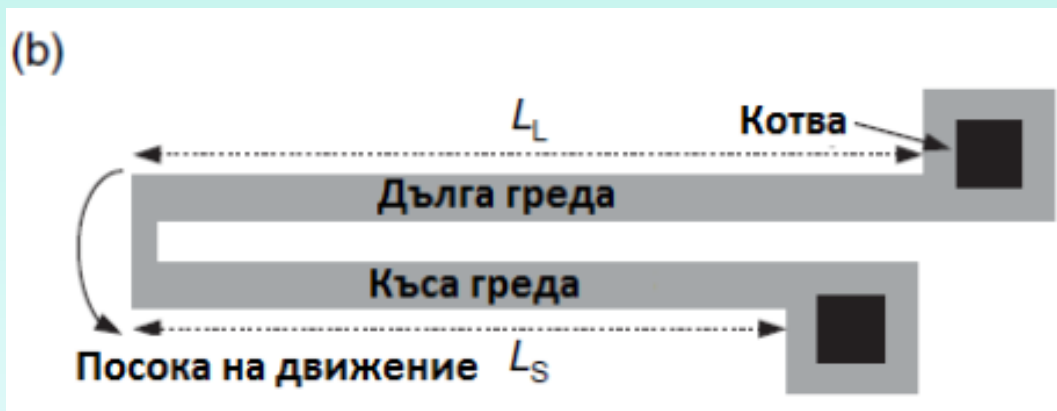 (b)
L_L
Котва
Дълга греда
Къса греда
Посока на движение L_S